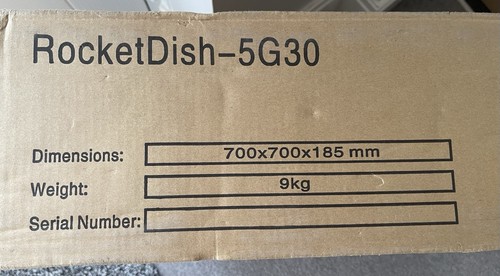 RocketDish-5G30
Dimensions: 700x700x185 mm
Weight: 9kg
Serial Number: